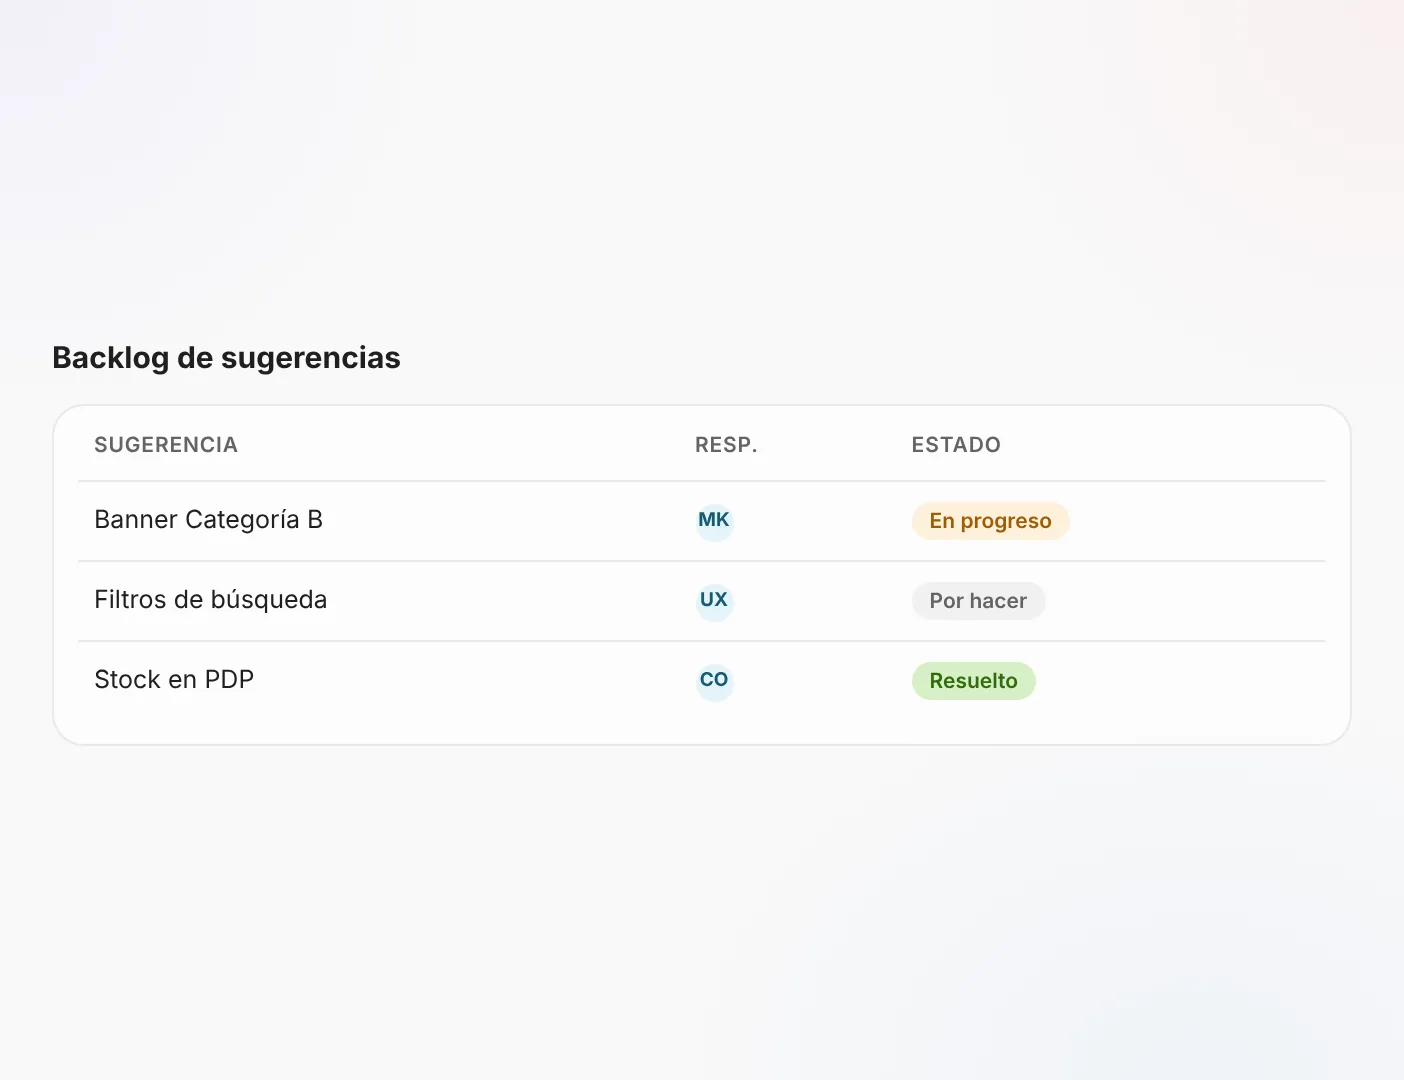 Backlog de sugerencias
SUGERENCIA RESP. ESTADO
Banner Categoría B MK En progreso
Filtros de búsqueda UX Por hacer
Stock en PDP CO Resuelto